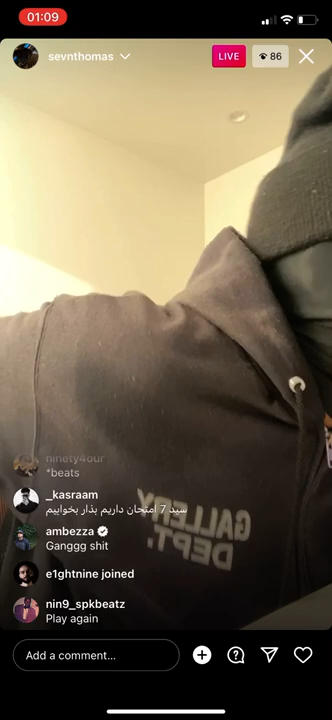 01:09
sevnthomas
LIVE
86
GALLERY
DEPT.
ninety4our
*beats
_kasraam
سید 7 امتحان داریم بذار بخوابیم
ambezza
Ganggg shit
e1ghtnine joined
nin9_spkbeatz
Play again
Add a comment...